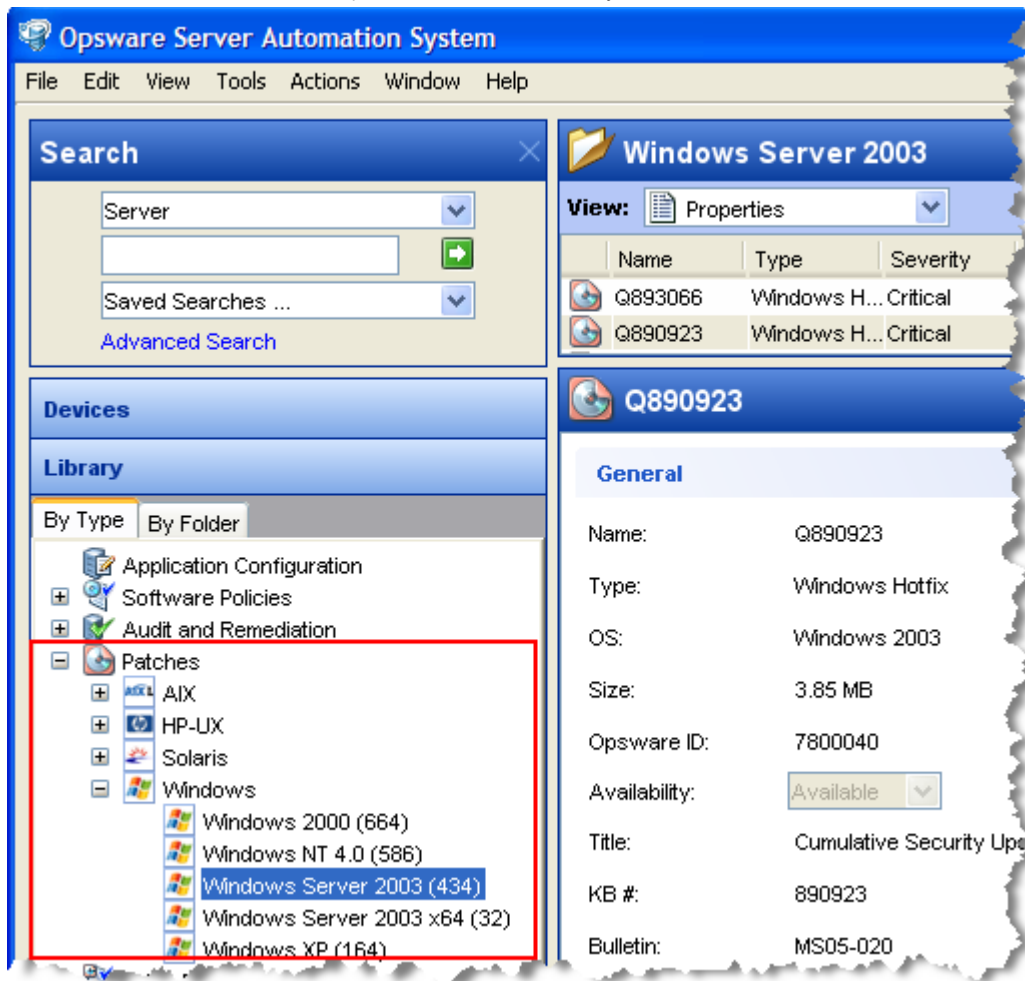 Opsware Server Automation System
File Edit View Tools Actions Window Help
Search
Server
Saved Searches ...
Advanced Search
Devices
Library
By Type By Folder
Application Configuration
Software Policies
Audit and Remediation
Patches
AIX
HP-UX
Solaris
Windows
Windows 2000 (664)
Windows NT 4.0 (586)
Windows Server 2003 (434)
Windows Server 2003 x64 (32)
Windows XP (164)
Windows Server 2003
View: Properties
Name Type Severity
Q893066 Windows H... Critical
Q890923 Windows H... Critical
Q890923
General
Name: Q890923
Type: Windows Hotfix
OS: Windows 2003
Size: 3.85 MB
Opsware ID: 7800040
Availability: Available
Title: Cumulative Security Up
KB #: 890923
Bulletin: MS05-020